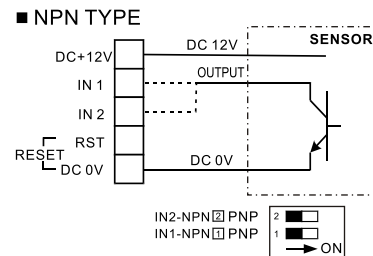 ■ NPN TYPE
DC+12V
DC 12V
SENSOR
IN 1
OUTPUT
IN 2
RST
RESET
DC 0V
DC 0V
IN2-NPN 2 PNP
IN1-NPN 1 PNP
2
1
ON